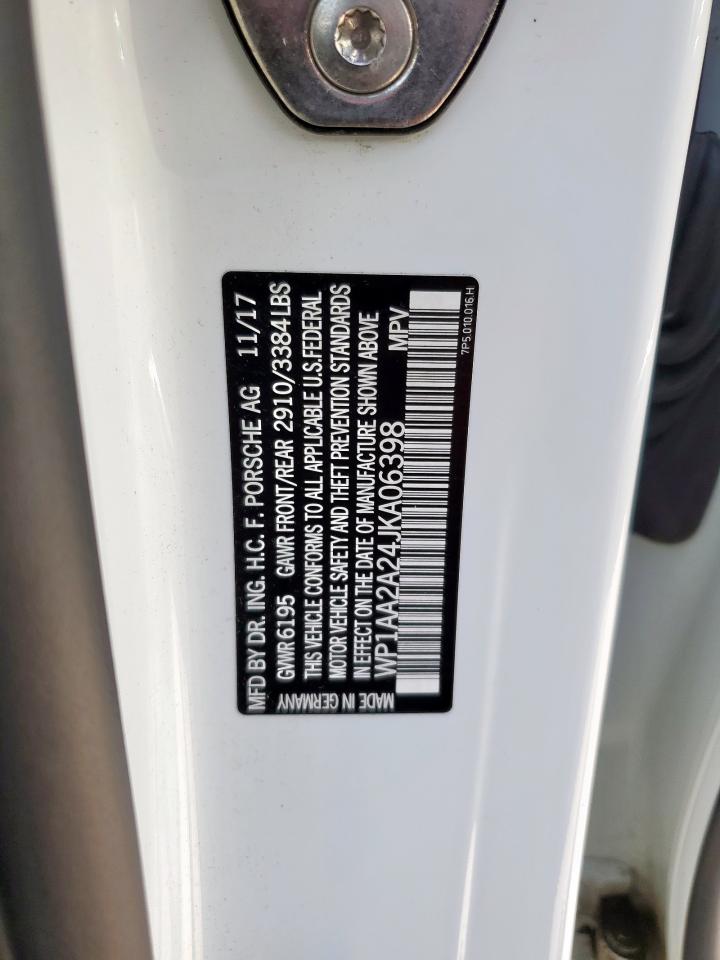 MFD BY DR. ING. H.C. F. PORSCHE AG 11/17
GVWR 6195 GAWR FRONT/REAR 2910/3384 LBS
THIS VEHICLE CONFORMS TO ALL APPLICABLE U.S.FEDERAL
MOTOR VEHICLE SAFETY AND THEFT PREVENTION STANDARDS
IN EFFECT ON THE DATE OF MANUFACTURE SHOWN ABOVE
WP1AA2A24JKA06398 MPV
MADE IN GERMANY
7P5.010.016.H